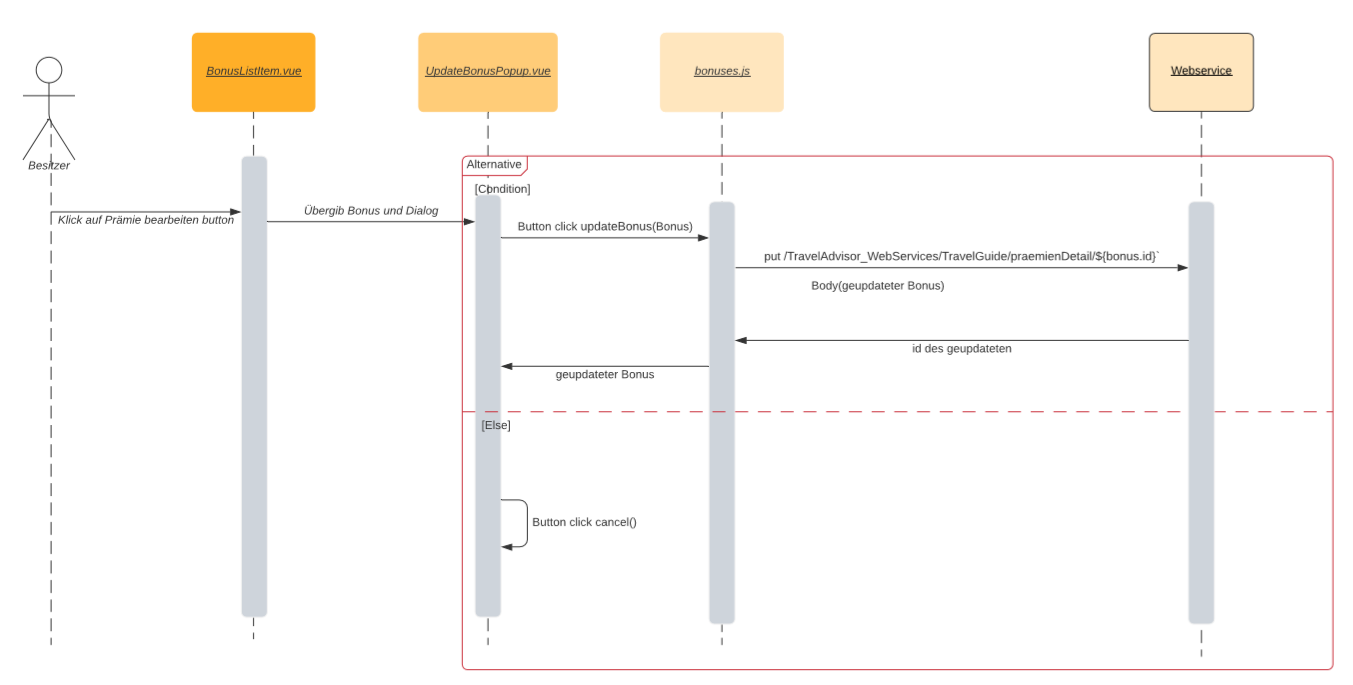 BonusListItem.vue
UpdateBonusPopup.vue
bonuses.js
Webservice
Besitzer
Alternative
[Condition]
Klick auf Prämie bearbeiten button
Übergib Bonus und Dialog
Button click updateBonus(Bonus)
put /TravelAdvisor_WebServices/TravelGuide/praemienDetail/${bonus.id}`
Body(geupdateter Bonus)
id des geupdateten
geupdateter Bonus
[Else]
Button click cancel()